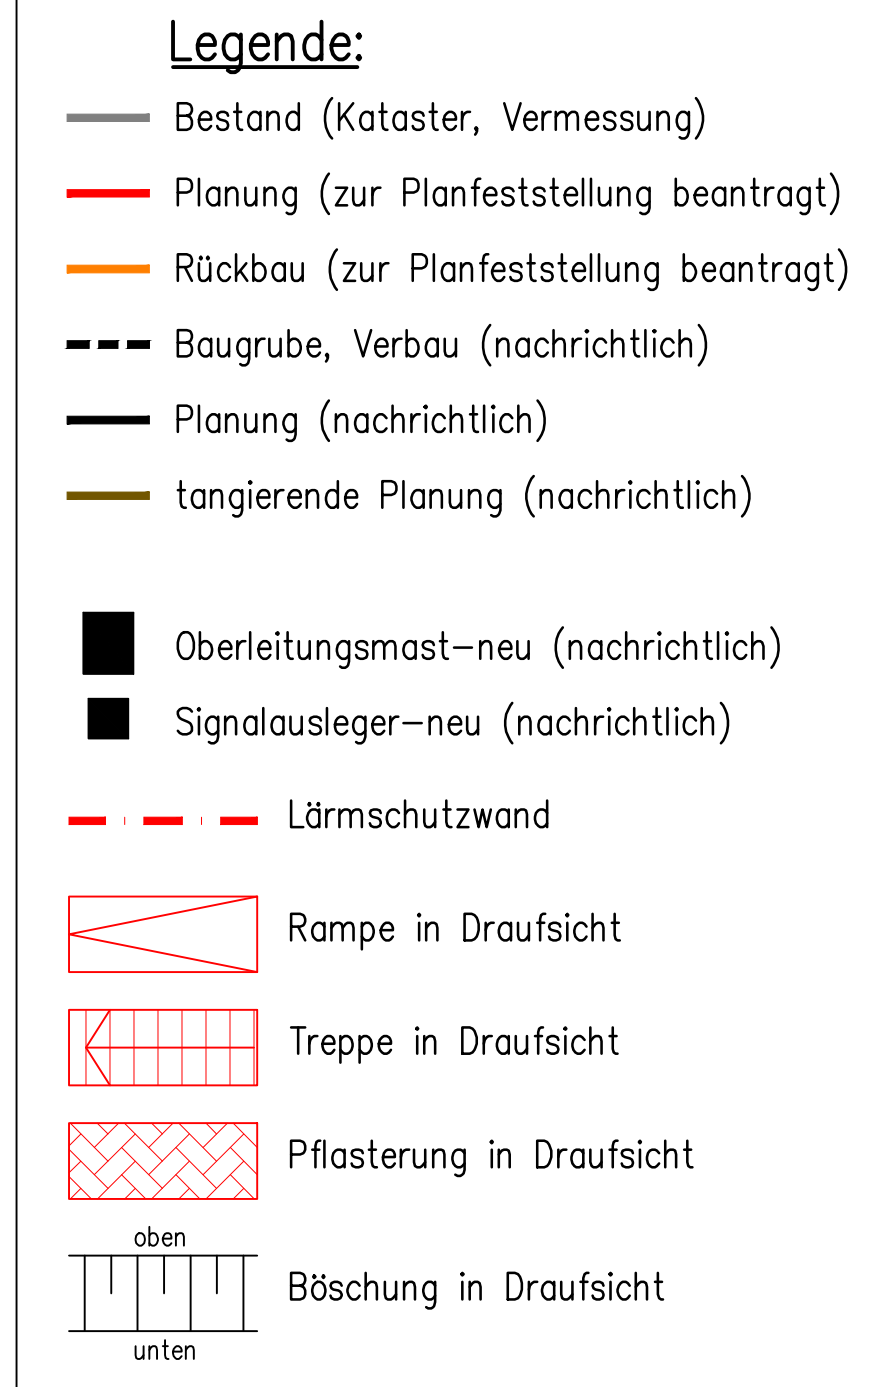 Legende:
Bestand (Kataster, Vermessung)
Planung (zur Planfeststellung beantragt)
Rückbau (zur Planfeststellung beantragt)
Baugrube, Verbau (nachrichtlich)
Planung (nachrichtlich)
tangierende Planung (nachrichtlich)
Oberleitungsmast-neu (nachrichtlich)
Signalausleger-neu (nachrichtlich)
Lärmschutzwand
Rampe in Draufsicht
Treppe in Draufsicht
Pflasterung in Draufsicht
oben
Böschung in Draufsicht
unten